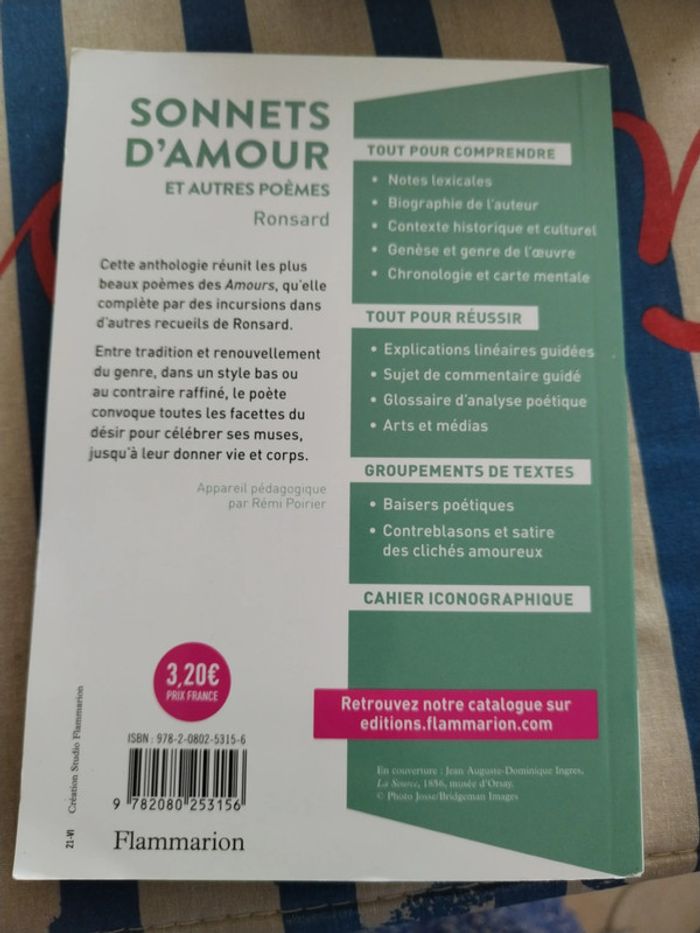 SONNETS
D'AMOUR
ET AUTRES POÈMES
Ronsard
Cette anthologie réunit les plus
beaux poèmes des Amours, qu'elle
complète par des incursions dans
d'autres recueils de Ronsard.
Entre tradition et renouvellement
du genre, dans un style bas ou
au contraire raffiné, le poète
convoque toutes les facettes du
désir pour célébrer ses muses,
jusqu'à leur donner vie et corps.
Appareil pédagogique
par Rémi Poirier
TOUT POUR COMPRENDRE
• Notes lexicales
• Biographie de l'auteur
• Contexte historique et culturel
• Genèse et genre de l'œuvre
• Chronologie et carte mentale
TOUT POUR RÉUSSIR
• Explications linéaires guidées
• Sujet de commentaire guidé
• Glossaire d'analyse poétique
• Arts et médias
GROUPEMENTS DE TEXTES
• Baisers poétiques
• Contreblasons et satire
des clichés amoureux
CAHIER ICONOGRAPHIQUE
3,20€
PRIX FRANCE
Retrouvez notre catalogue sur
editions.flammarion.com
ISBN : 978-2-0802-5315-6
9 782080 253156
Flammarion
21-VI
Création Studio Flammarion
En couverture : Jean Auguste-Dominique Ingres,
La Source, 1856, musée d'Orsay.
© Photo Josse/Bridgeman Images